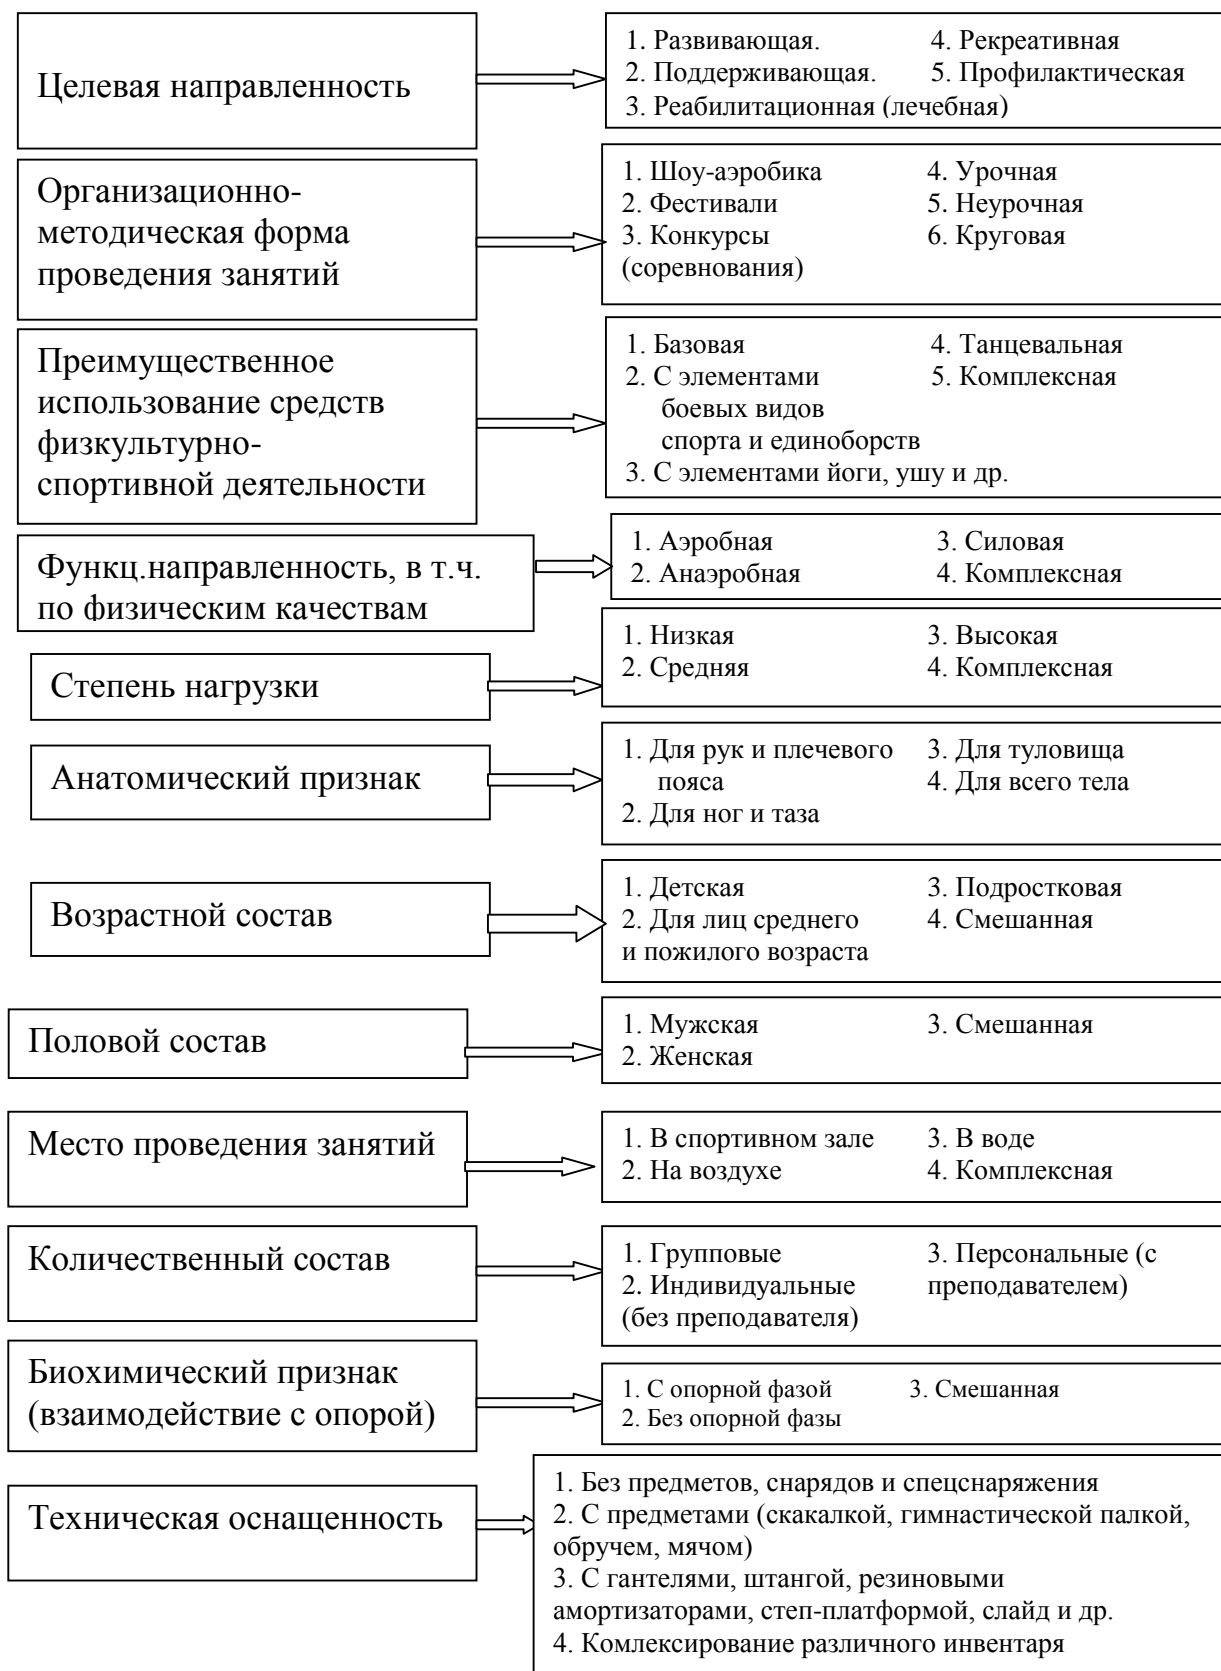 Целевая направленность
1. Развивающая. 4. Рекреативная
2. Поддерживающая. 5. Профилактическая
3. Реабилитационная (лечебная)
Организационно-
методическая форма
проведения занятий
1. Шоу-аэробика 4. Урочная
2. Фестивали 5. Неурочная
3. Конкурсы 6. Круговая
(соревнования)
Преимущественное
использование средств
физкультурно-
спортивной деятельности
1. Базовая 4. Танцевальная
2. С элементами 5. Комплексная
боевых видов
спорта и единоборств
3. С элементами йоги, ушу и др.
Функц.направленность, в т.ч.
по физическим качествам
1. Аэробная 3. Силовая
2. Анаэробная 4. Комплексная
Степень нагрузки
1. Низкая 3. Высокая
2. Средняя 4. Комплексная
Анатомический признак
1. Для рук и плечевого 3. Для туловища
пояса 4. Для всего тела
2. Для ног и таза
Возрастной состав
1. Детская 3. Подростковая
2. Для лиц среднего 4. Смешанная
и пожилого возраста
Половой состав
1. Мужская 3. Смешанная
2. Женская
Место проведения занятий
1. В спортивном зале 3. В воде
2. На воздухе 4. Комплексная
Количественный состав
1. Групповые 3. Персональные (с
2. Индивидуальные преподавателем)
(без преподавателя)
Биохимический признак
(взаимодействие с опорой)
1. С опорной фазой 3. Смешанная
2. Без опорной фазы
Техническая оснащенность
1. Без предметов, снарядов и спецснаряжения
2. С предметами (скакалкой, гимнастической палкой,
обручем, мячом)
3. С гантелями, штангой, резиновыми
амортизаторами, степ-платформой, слайд и др.
4. Комлексирование различного инвентаря